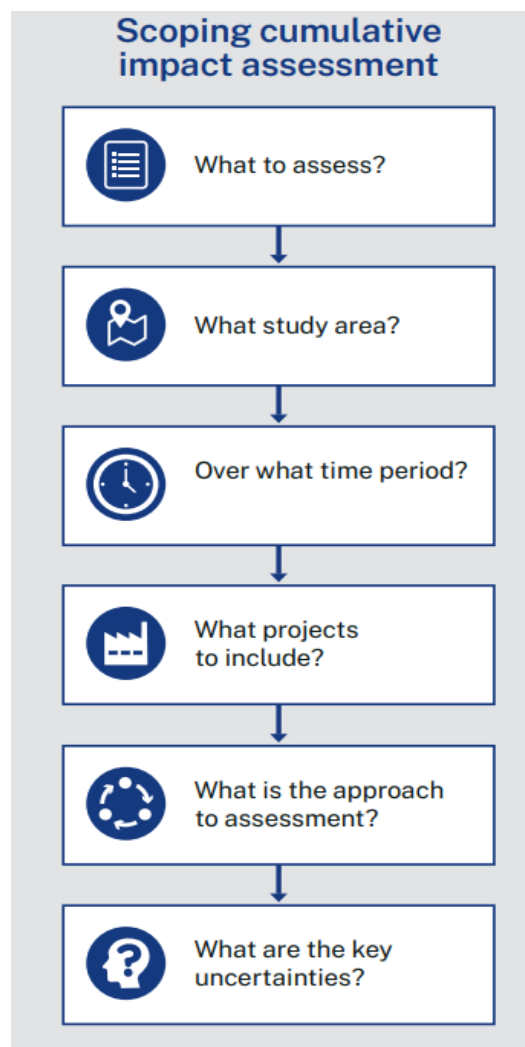 Scoping cumulative
impact assessment
What to assess?
What study area?
Over what time period?
What projects
to include?
What is the approach
to assessment?
What are the key
uncertainties?